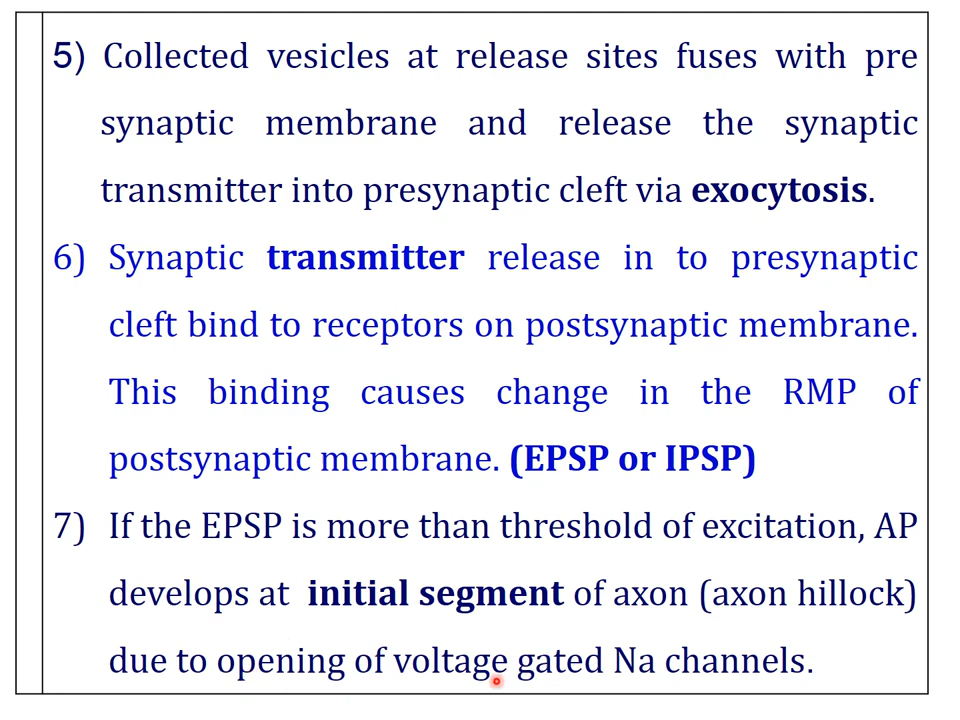 5) Collected vesicles at release sites fuses with pre
synaptic membrane and release the synaptic
transmitter into presynaptic cleft via exocytosis.
6) Synaptic transmitter release in to presynaptic
cleft bind to receptors on postsynaptic membrane.
This binding causes change in the RMP of
postsynaptic membrane. (EPSP or IPSP)
7) If the EPSP is more than threshold of excitation, AP
develops at initial segment of axon (axon hillock)
due to opening of voltage gated Na channels.